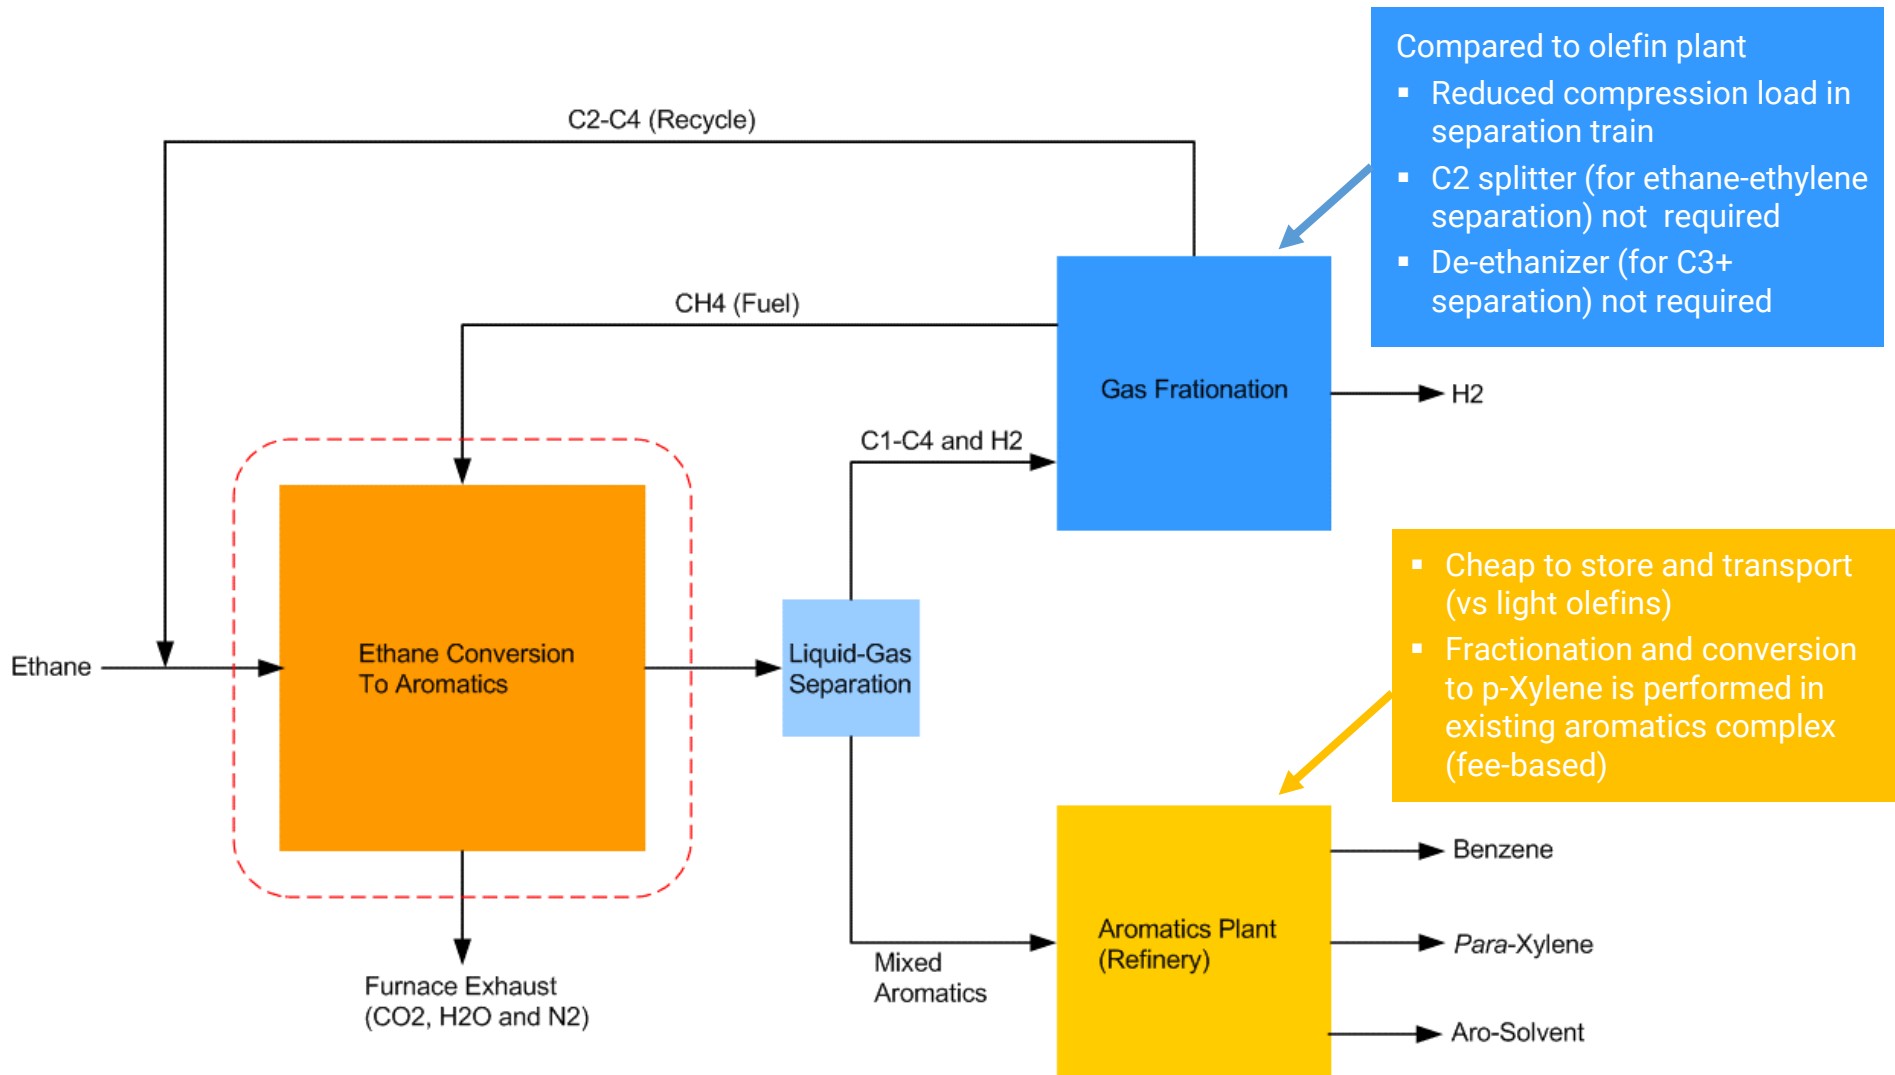 Compared to olefin plant
▪ Reduced compression load in
separation train
▪ C2 splitter (for ethane-ethylene
separation) not  required
▪ De-ethanizer (for C3+
separation) not required
C2-C4 (Recycle)
CH4 (Fuel)
Gas Frationation
H2
C1-C4 and H2
Ethane
Ethane Conversion
To Aromatics
Liquid-Gas
Separation
▪ Cheap to store and transport
(vs light olefins)
▪ Fractionation and conversion
to p-Xylene is performed in
existing aromatics complex
(fee-based)
Furnace Exhaust
(CO2, H2O and N2)
Mixed
Aromatics
Aromatics Plant
(Refinery)
Benzene
Para-Xylene
Aro-Solvent